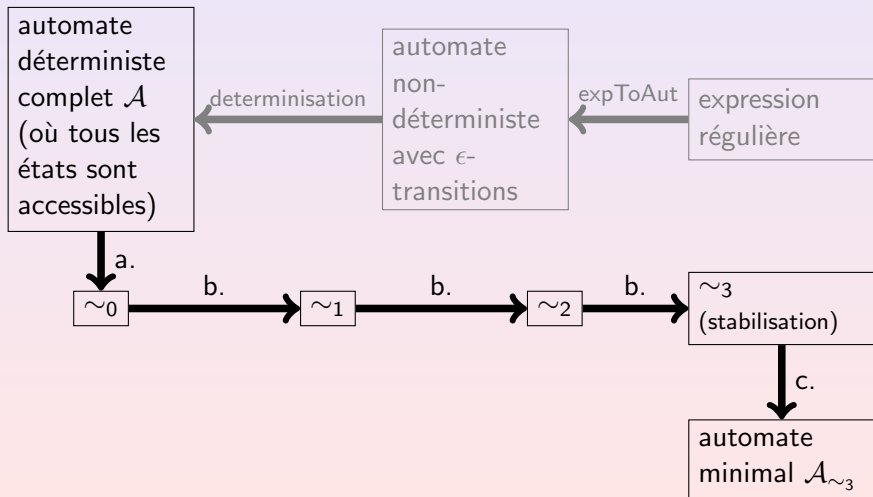 automate
déterministe
complet 𝒜
(où tous les
états sont
accessibles)
determinisation
automate
non-
déterministe
avec ϵ-
transitions
expToAut
expression
régulière
a.
∼0
b.
∼1
b.
∼2
b.
∼3
(stabilisation)
c.
automate
minimal 𝒜∼3